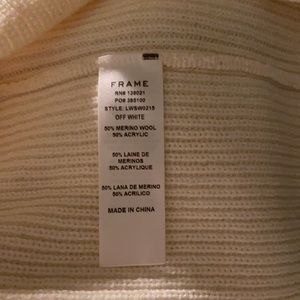 FRAME
RN# 138021
PO# 385100
STYLE: LWSW0215
OFF WHITE
50% MERINO WOOL
50% ACRYLIC
50% LAINE DE
MERINOS
50% ACRYLIQUE
50% LANA DE MERINO
50% ACRILICO
MADE IN CHINA